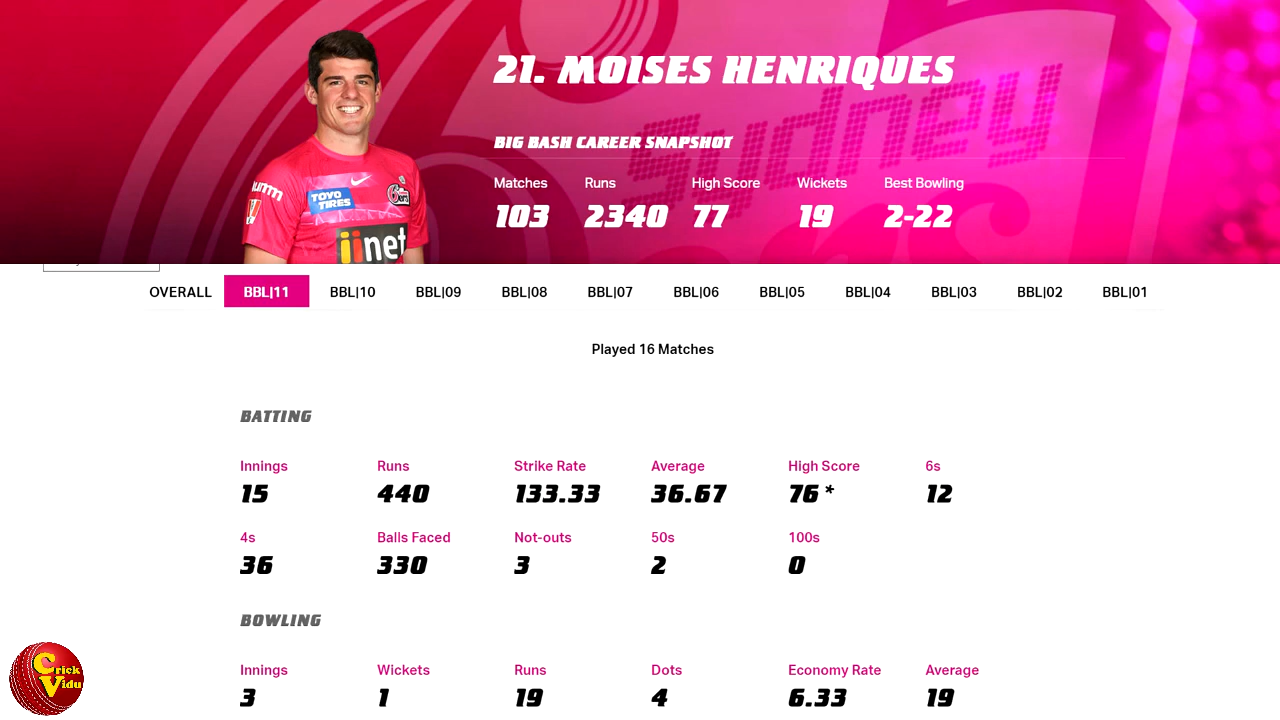 21. MOISES HENRIQUES
sydney
BIG BASH CAREER SNAPSHOT
Matches Runs High Score Wickets Best Bowling
103 2340 77 19 2-22
TOYO TIRES
6ers
iinet
OVERALL BBL|11 BBL|10 BBL|09 BBL|08 BBL|07 BBL|06 BBL|05 BBL|04 BBL|03 BBL|02 BBL|01
Played 16 Matches
BATTING
Innings Runs Strike Rate Average High Score 6s
15 440 133.33 36.67 76 * 12
4s Balls Faced Not-outs 50s 100s
36 330 3 2 0
BOWLING
Innings Wickets Runs Dots Economy Rate Average
3 1 19 4 6.33 19
Crick
Vidu